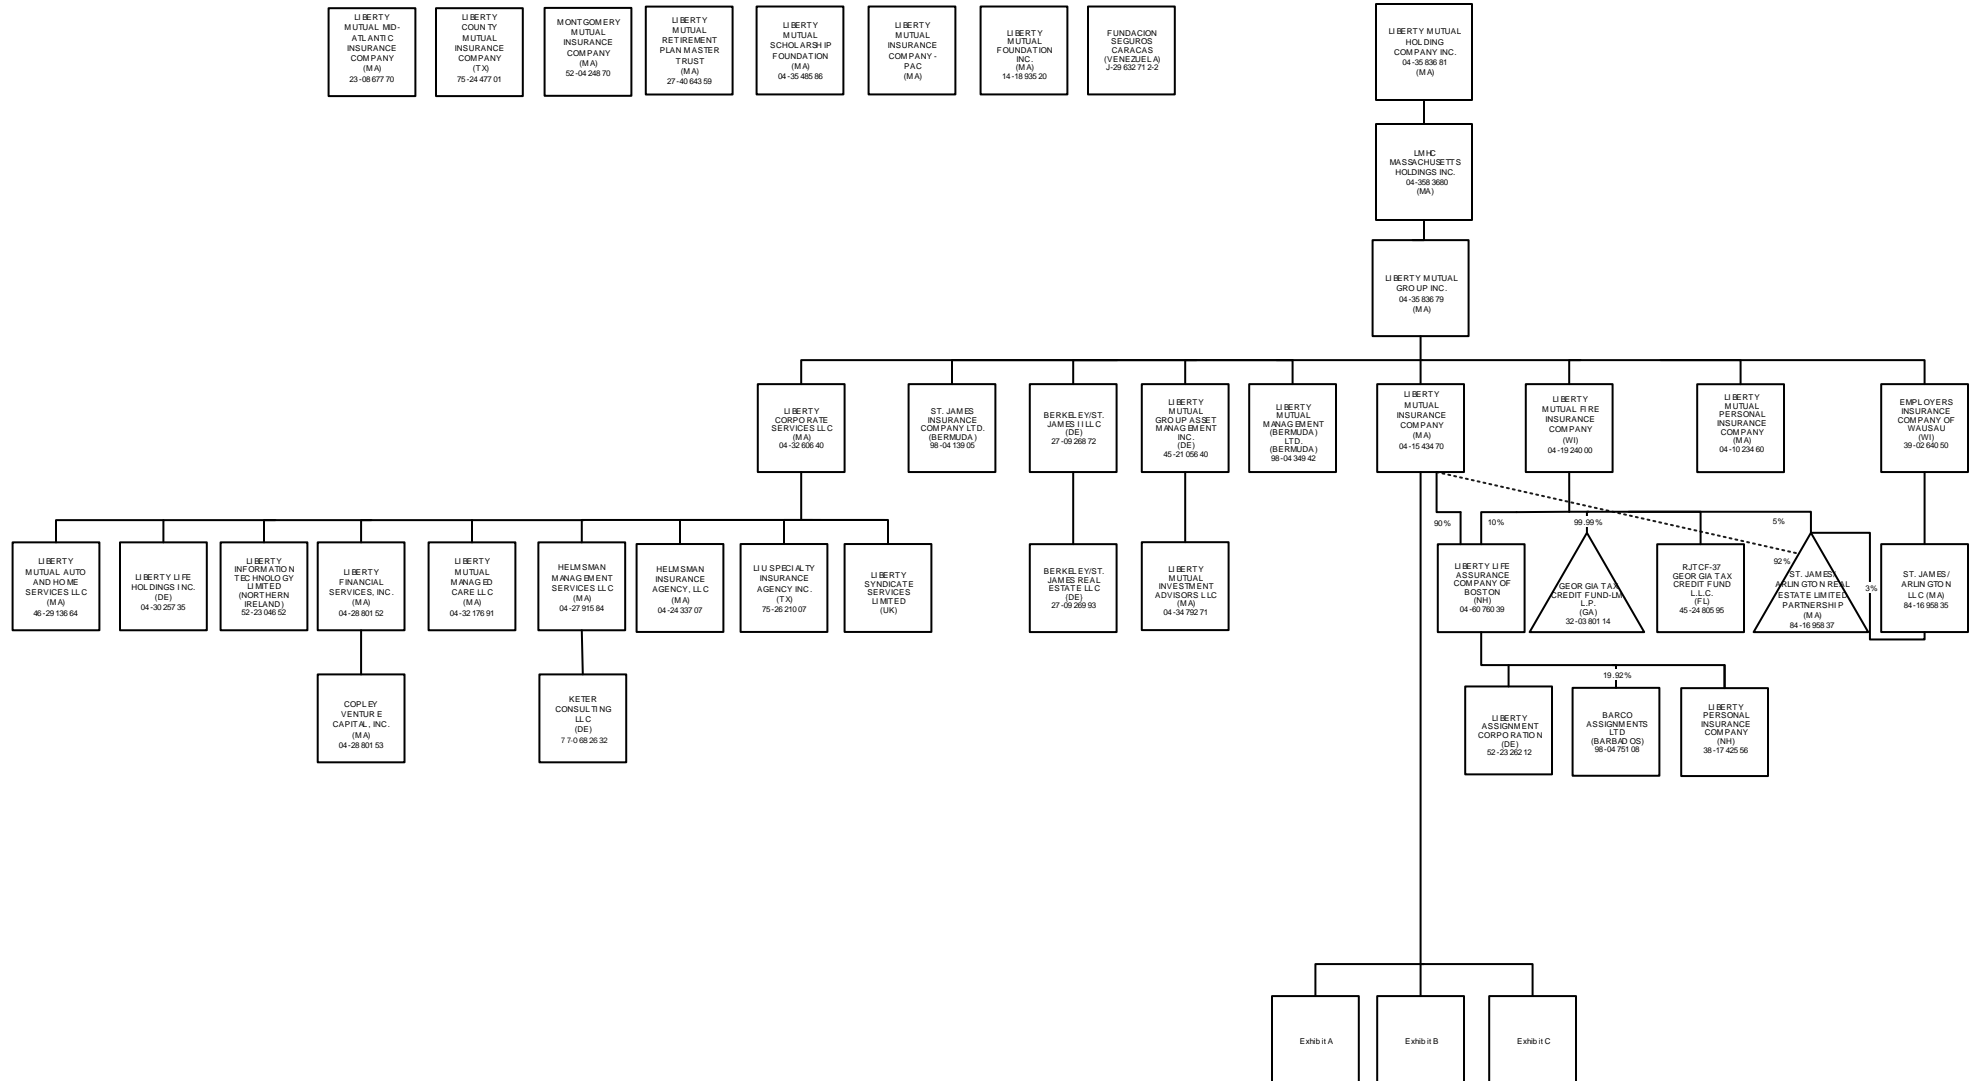 LIBERTY
MUTUAL MID-
ATLANTIC
INSURANCE
COMPANY
(MA)
23-0867770
LIBERTY
COUNTY
MUTUAL
INSURANCE
COMPANY
(TX)
75-2447701
MONTGOMERY
MUTUAL
INSURANCE
COMPANY
(MA)
52-0424870
LIBERTY
MUTUAL
RETIREMENT
PLAN MASTER
TRUST
(MA)
27-4064359
LIBERTY
MUTUAL
SCHOLARSHIP
FOUNDATION
(MA)
04-3548586
LIBERTY
MUTUAL
INSURANCE
COMPANY -
PAC
(MA)
LIBERTY
MUTUAL
FOUNDATION
INC.
(MA)
14-1893520
FUNDACION
SEGUROS
CARACAS
(VENEZUELA)
J-29632712-2
LIBERTY MUTUAL
HOLDING
COMPANY INC.
04-3583681
(MA)
LMHC
MASSACHUSETTS
HOLDINGS INC.
04-3583680
(MA)
LIBERTY MUTUAL
GROUP INC.
04-3583679
(MA)
LIBERTY
CORPORATE
SERVICES LLC
(MA)
04-3260640
ST. JAMES
INSURANCE
COMPANY LTD.
(BERMUDA)
98-0413905
BERKELEY/ST.
JAMES II LLC
(DE)
27-0926872
LIBERTY
MUTUAL
GROUP ASSET
MANAGEMENT
INC.
(DE)
45-2105640
LIBERTY
MUTUAL
MANAGEMENT
(BERMUDA)
LTD.
(BERMUDA)
98-0434942
LIBERTY
MUTUAL
INSURANCE
COMPANY
(MA)
04-1543470
LIBERTY
MUTUAL FIRE
INSURANCE
COMPANY
(WI)
04-1924000
LIBERTY
MUTUAL
PERSONAL
INSURANCE
COMPANY
(MA)
04-1023460
EMPLOYERS
INSURANCE
COMPANY OF
WAUSAU
(WI)
39-0264050
90%
10%
99.99%
5%
92%
3%
LIBERTY
MUTUAL AUTO
AND HOME
SERVICES LLC
(MA)
46-2913664
LIBERTY LIFE
HOLDINGS INC.
(DE)
04-3025735
LIBERTY
INFORMATION
TECHNOLOGY
LIMITED
(NORTHERN
IRELAND)
52-2304652
LIBERTY
FINANCIAL
SERVICES, INC.
(MA)
04-2880152
LIBERTY
MUTUAL
MANAGED
CARE LLC
(MA)
04-3217691
HELMSMAN
MANAGEMENT
SERVICES LLC
(MA)
04-2791584
HELMSMAN
INSURANCE
AGENCY, LLC
(MA)
04-2433707
LIU SPECIALTY
INSURANCE
AGENCY INC.
(TX)
75-2621007
LIBERTY
SYNDICATE
SERVICES
LIMITED
(UK)
BERKELEY/ST.
JAMES REAL
ESTATE LLC
(DE)
27-0926993
LIBERTY
MUTUAL
INVESTMENT
ADVISORS LLC
(MA)
04-3479271
LIBERTY LIFE
ASSURANCE
COMPANY OF
BOSTON
(NH)
04-6076039
GEORGIA TAX
CREDIT FUND-LM
L.P.
(GA)
32-0380114
RJTCF-37
GEORGIA TAX
CREDIT FUND
L.L.C.
(FL)
45-2480595
ST. JAMES/
ARLINGTON REAL
ESTATE LIMITED
PARTNERSHIP
(MA)
84-1695837
ST. JAMES/
ARLINGTON
LLC (MA)
84-1695835
COPLEY
VENTURE
CAPITAL, INC.
(MA)
04-2880153
KETER
CONSULTING
LLC
(DE)
77-0682632
19.92%
LIBERTY
ASSIGNMENT
CORPORATION
(DE)
52-2326212
BARCO
ASSIGNMENTS
LTD
(BARBADOS)
98-0475108
LIBERTY
PERSONAL
INSURANCE
COMPANY
(NH)
38-1742556
Exhibit A
Exhibit B
Exhibit C